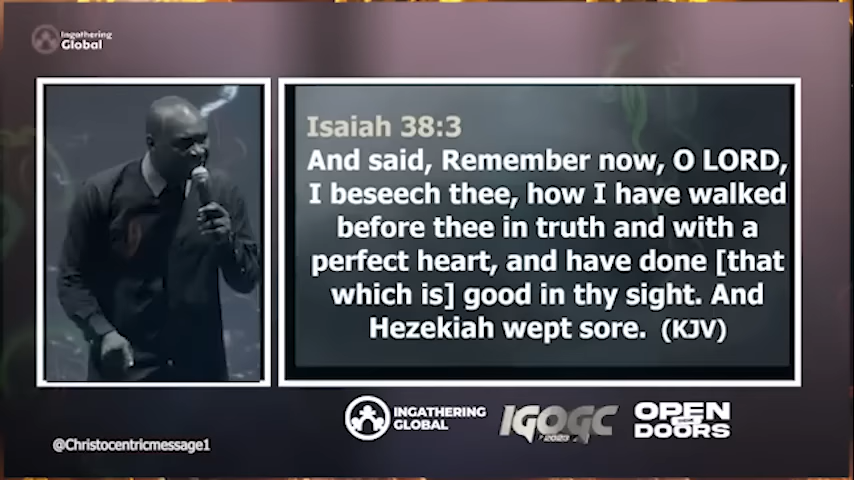 Ingathering
Global
Isaiah 38:3
And said, Remember now, O LORD,
I beseech thee, how I have walked
before thee in truth and with a
perfect heart, and have done [that
which is] good in thy sight. And
Hezekiah wept sore. (KJV)
INGATHERING
GLOBAL
IGOGC
2023
OPEN
DOORS
@Christocentricmessage1